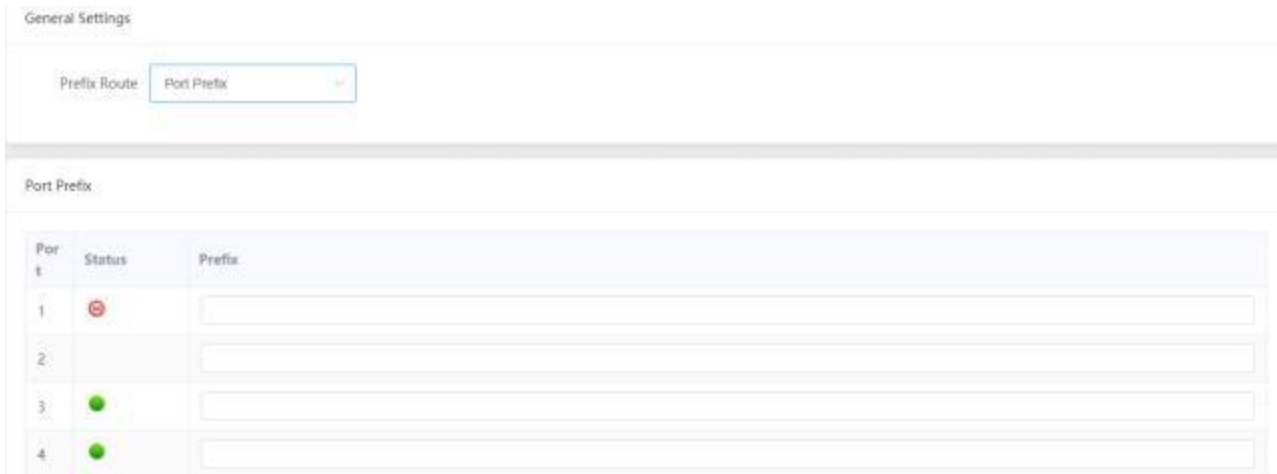 General Settings
Prefix Route Port Prefix
Port Prefix
Por
t Status Prefix
1
2
3
4